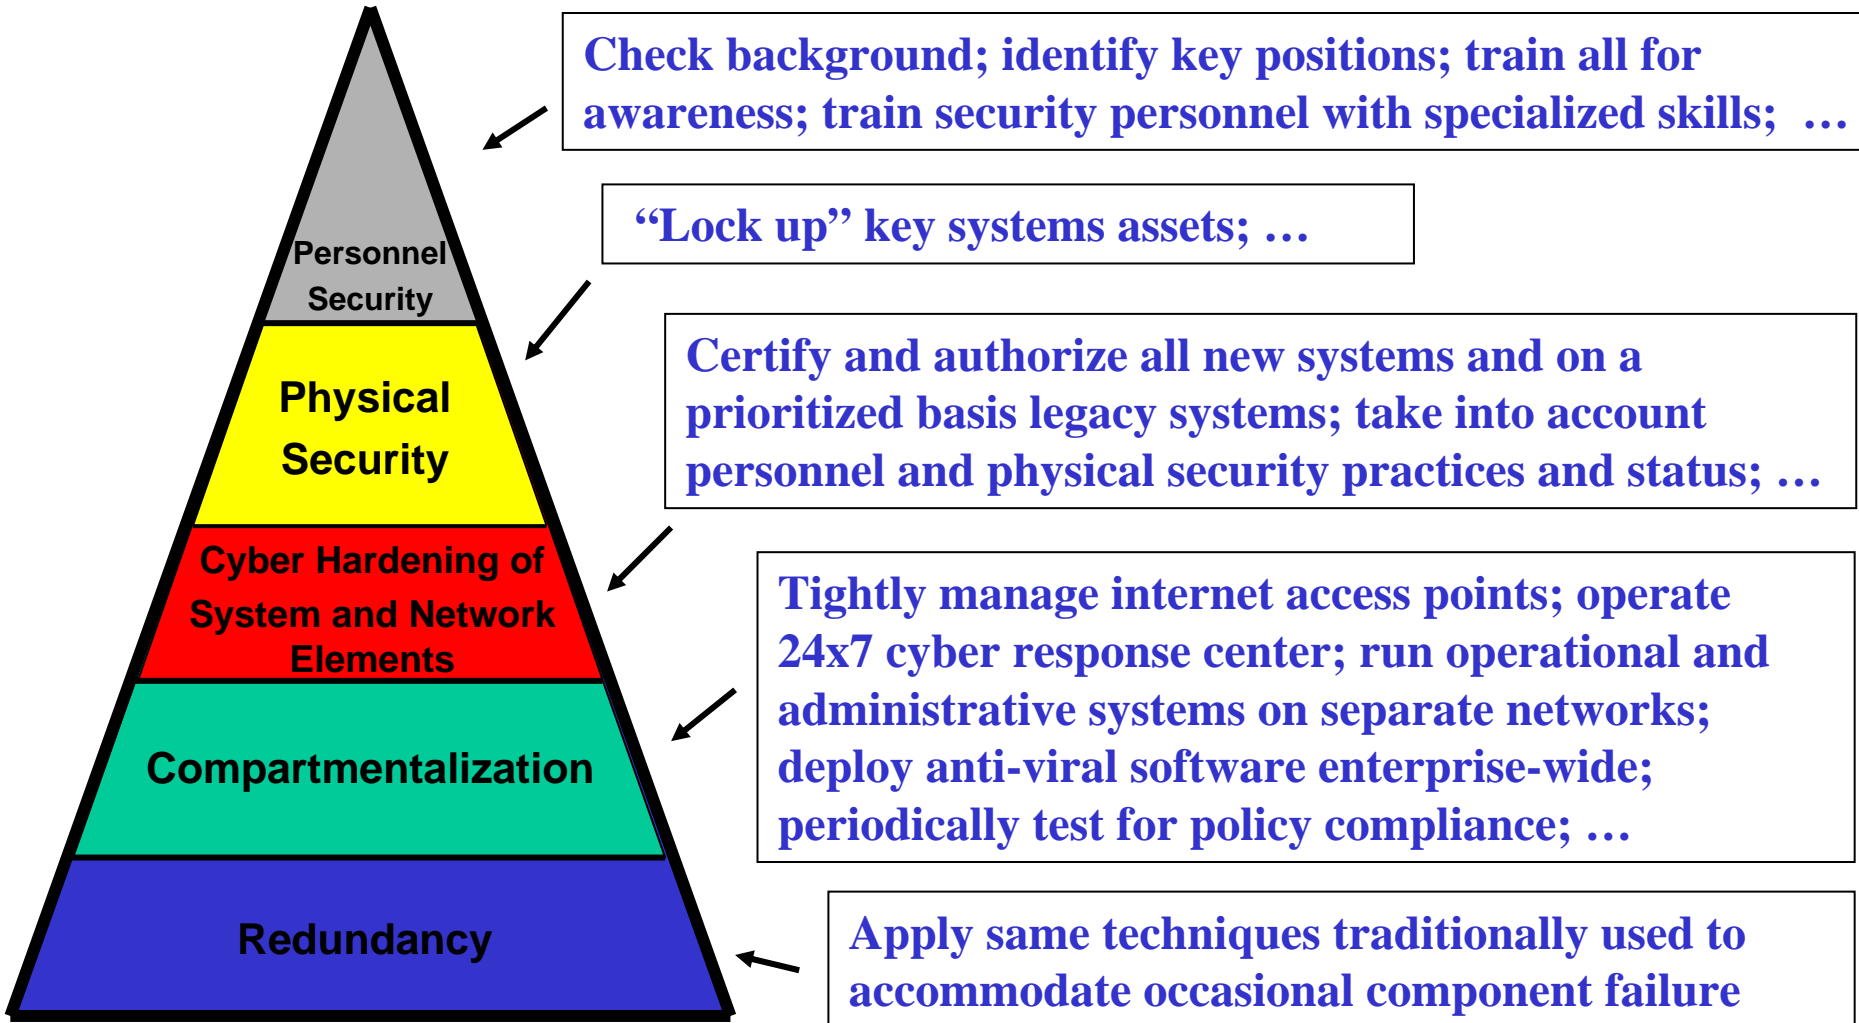 Check background; identify key positions; train all for
awareness; train security personnel with specialized skills; …
Personnel
Security
“Lock up” key systems assets; …
Physical
Security
Certify and authorize all new systems and on a
prioritized basis legacy systems; take into account
personnel and physical security practices and status; …
Cyber Hardening of
System and Network
Elements
Tightly manage internet access points; operate
24x7 cyber response center; run operational and
administrative systems on separate networks;
deploy anti-viral software enterprise-wide;
periodically test for policy compliance; …
Compartmentalization
Redundancy
Apply same techniques traditionally used to
accommodate occasional component failure